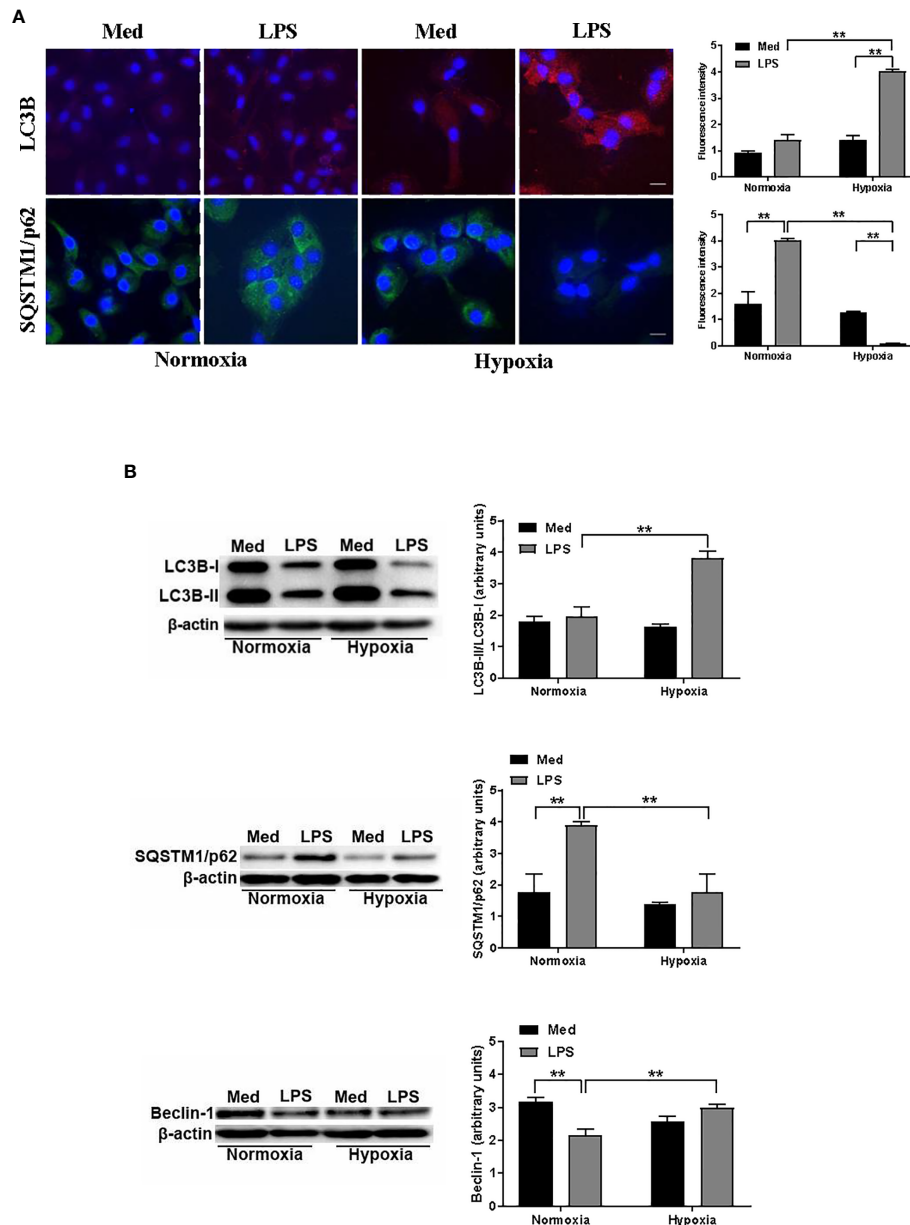 A
Med LPS Med LPS
LC3B
SQSTM1/p62
Normoxia Hypoxia
Fluorescence intensity
5
4
3
2
1
0
Med
LPS
**
**
Normoxia Hypoxia
Fluorescence intensity
5
4
3
2
1
0
** **
**
Normoxia Hypoxia
B
Med LPS Med LPS
LC3B-I
LC3B-II
β-actin
Normoxia Hypoxia
LC3B-II/LC3B-I (arbitrary units)
5
4
3
2
1
0
Med
LPS
**
Normoxia Hypoxia
Med LPS Med LPS
SQSTM1/p62
β-actin
Normoxia Hypoxia
SQSTM1/p62 (arbitrary units)
5
4
3
2
1
0
Med
LPS
** **
Normoxia Hypoxia
Med LPS Med LPS
Beclin-1
β-actin
Normoxia Hypoxia
Beclin-1 (arbitrary units)
5
4
3
2
1
0
Med
LPS
** **
Normoxia Hypoxia